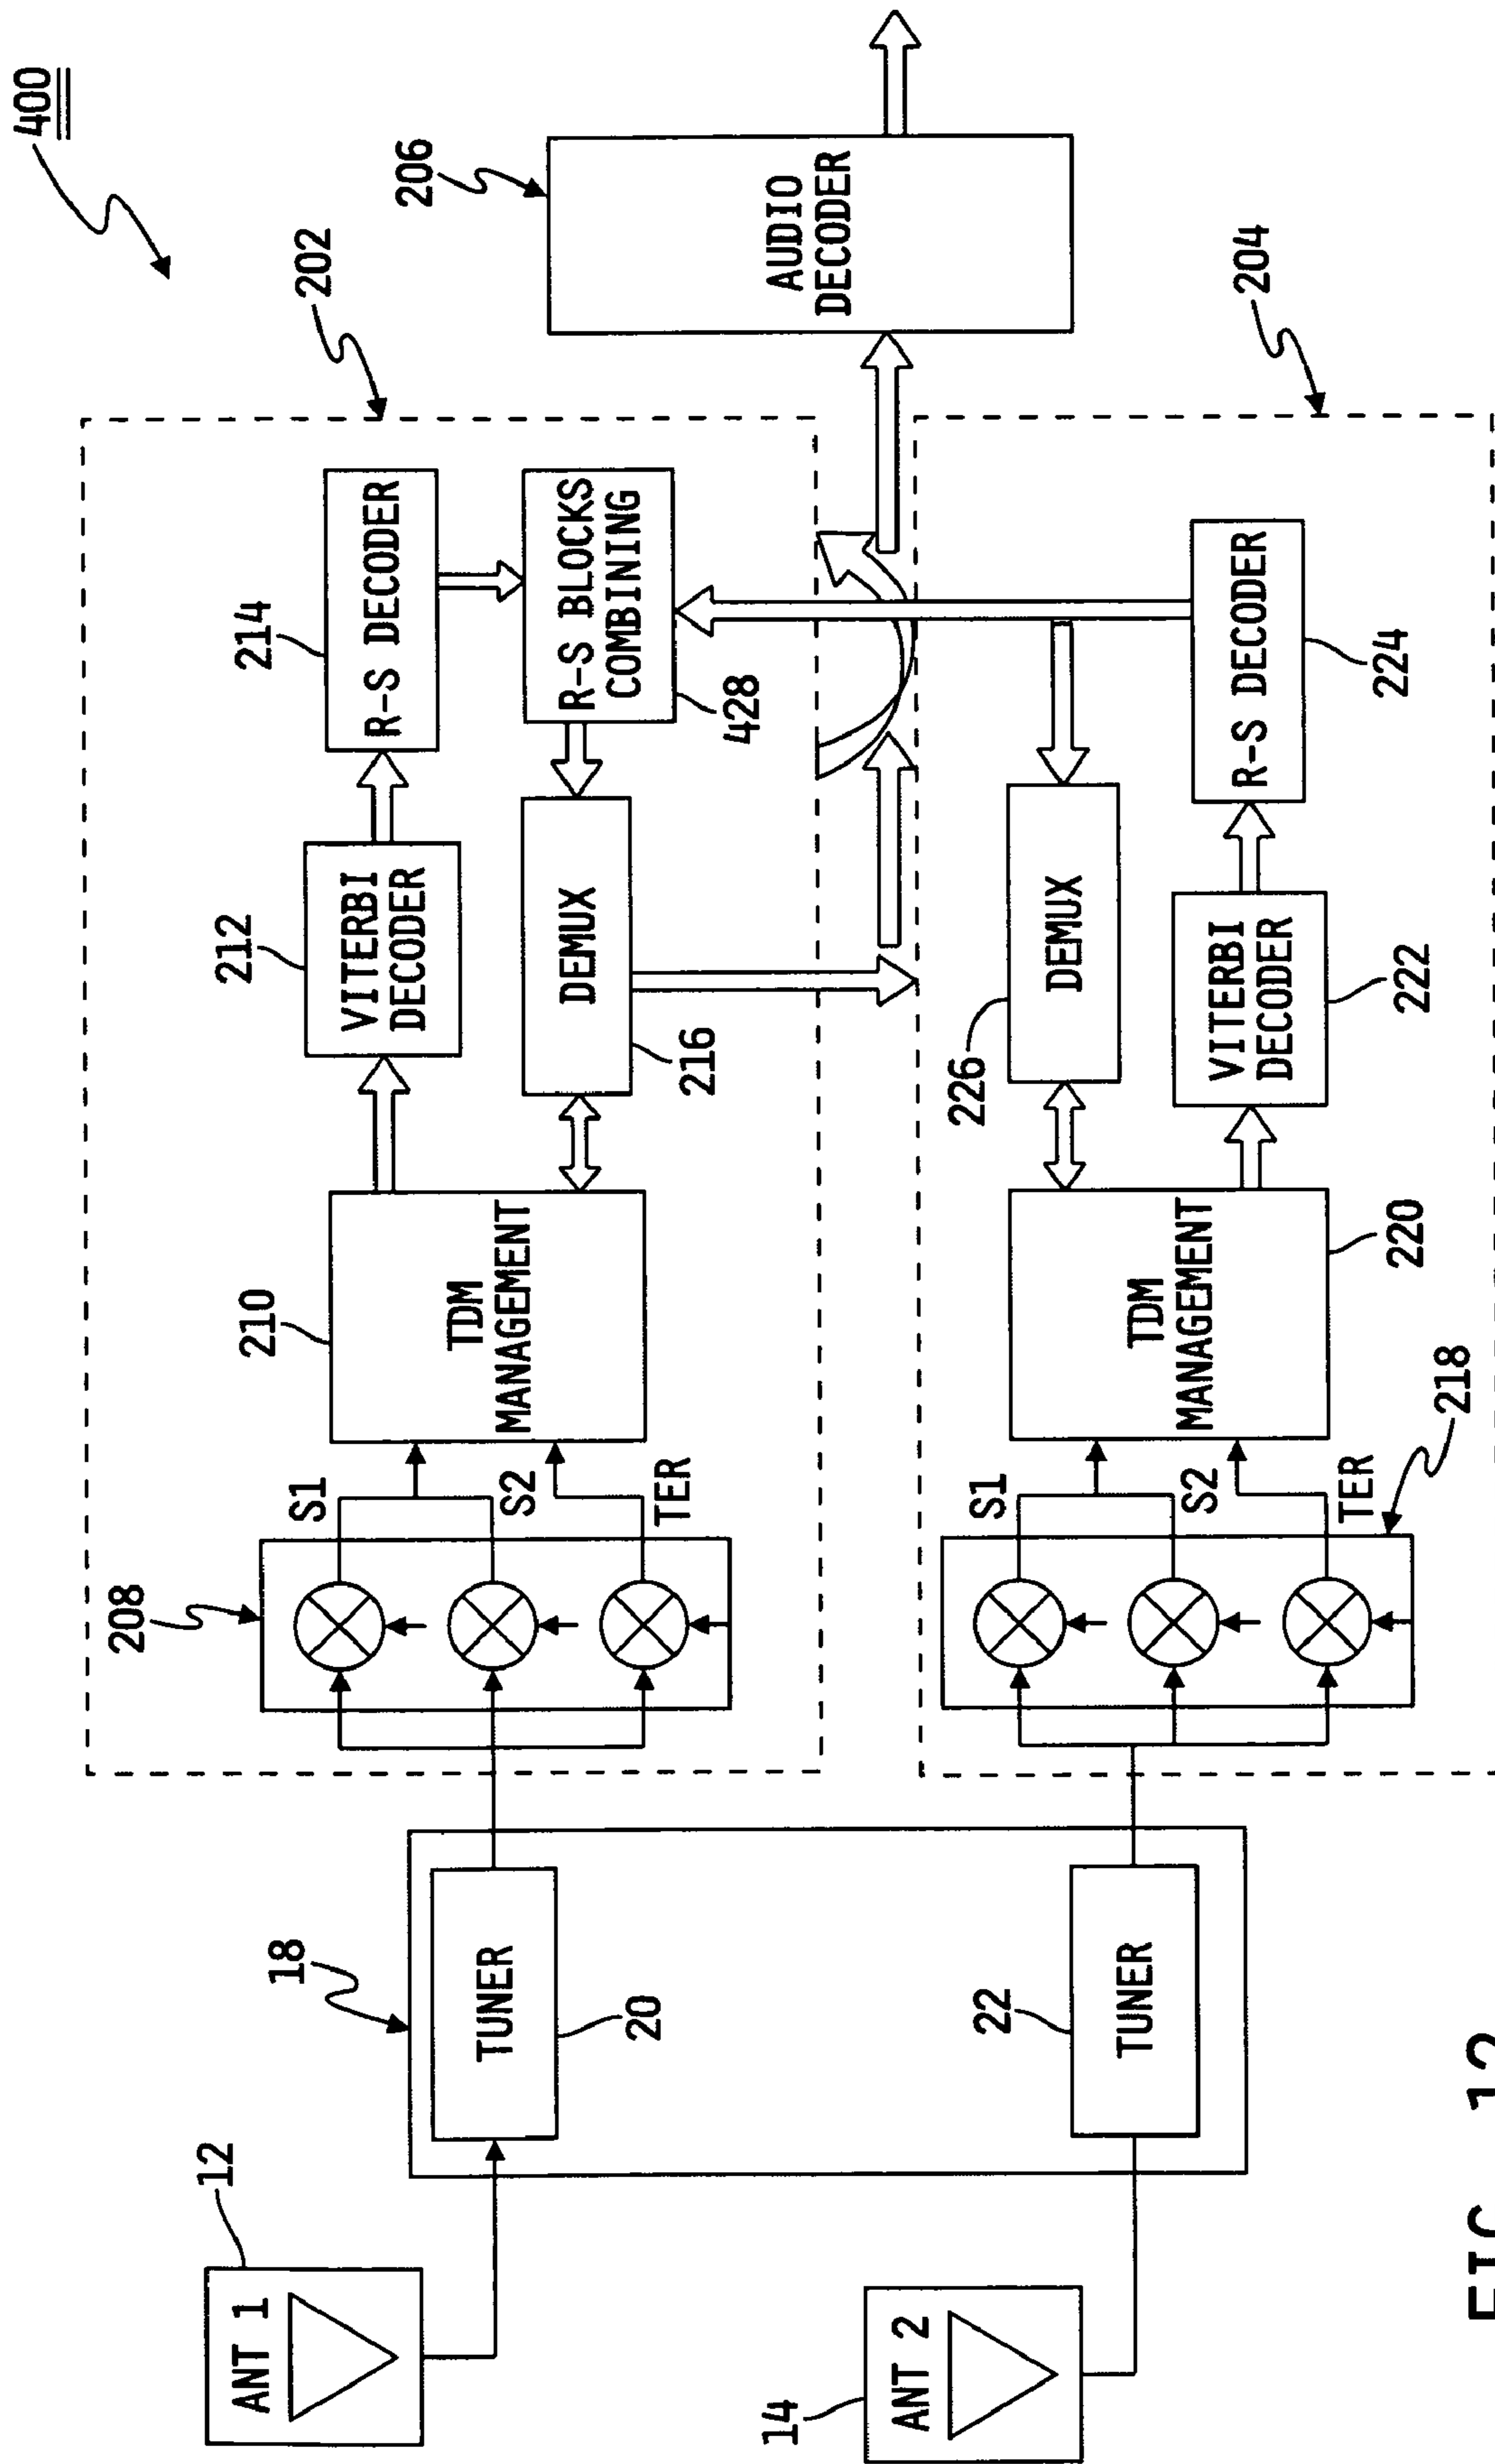 400
12
ANT 1
18
TUNER
20
208
S1
S2
TER
210
TDM
MANAGEMENT
212
VITERBI
DECODER
214
R-S DECODER
202
R-S BLOCKS
COMBINING
428
DEMUX
216
206
AUDIO
DECODER
14
ANT 2
22
TUNER
S1
S2
TER
218
TDM
MANAGEMENT
220
226
DEMUX
VITERBI
DECODER
222
R-S DECODER
224
204
FIG. 12